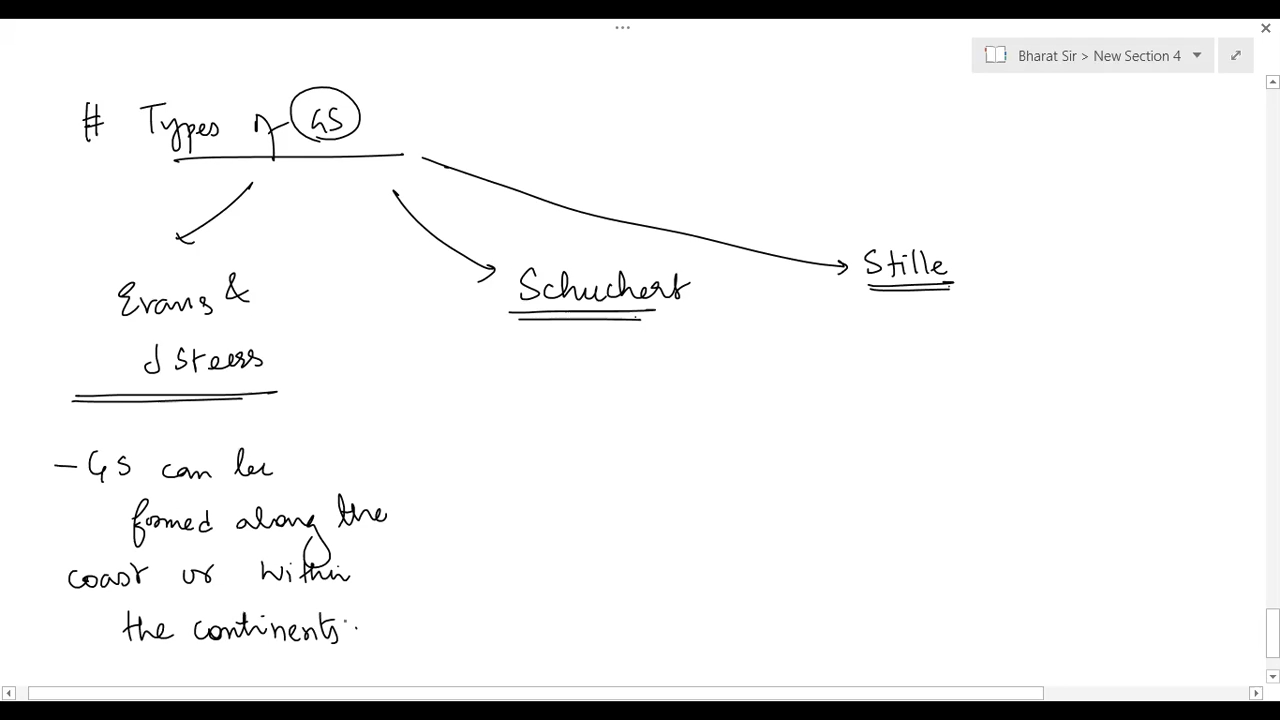 Bharat Sir > New Section 4
# Types of GS
Evans &
J Steers
Schuchert
Stille
- GS can be
formed along the
coast or within
the continents.